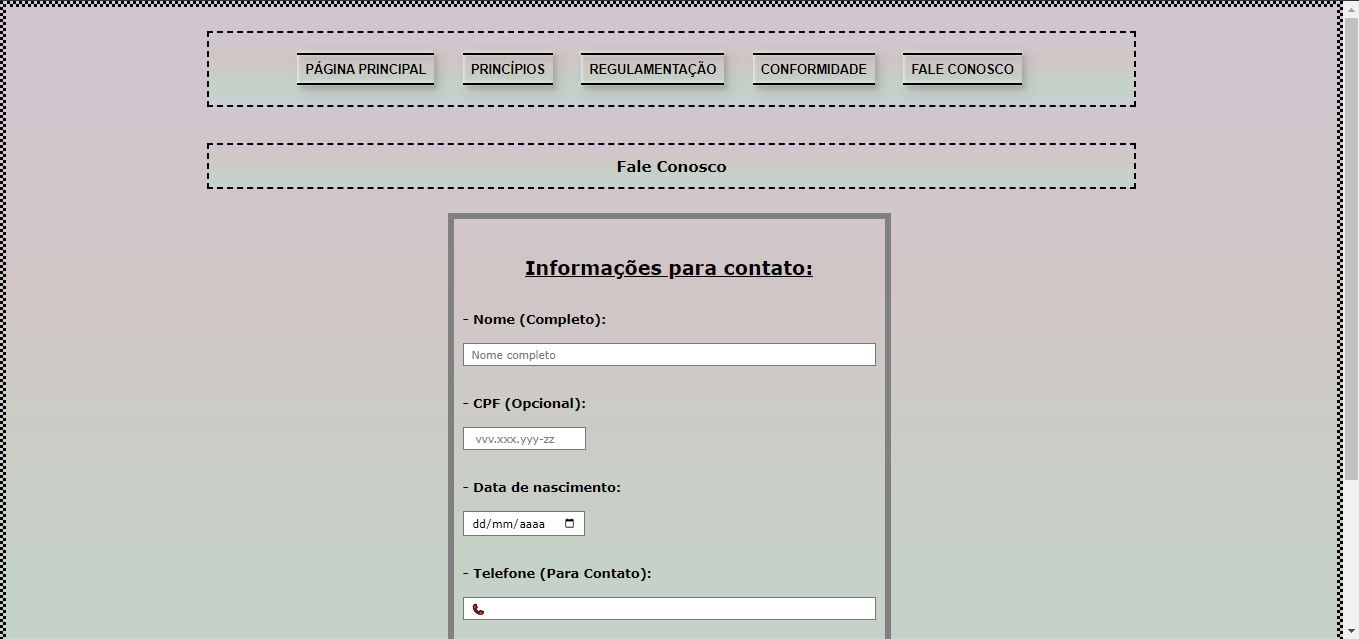 PÁGINA PRINCIPAL PRINCÍPIOS REGULAMENTAÇÃO CONFORMIDADE FALE CONOSCO
Fale Conosco
Informações para contato:
- Nome (Completo):
Nome completo
- CPF (Opcional):
vvv.xxx.yyy-zz
- Data de nascimento:
dd/mm/aaaa
- Telefone (Para Contato):